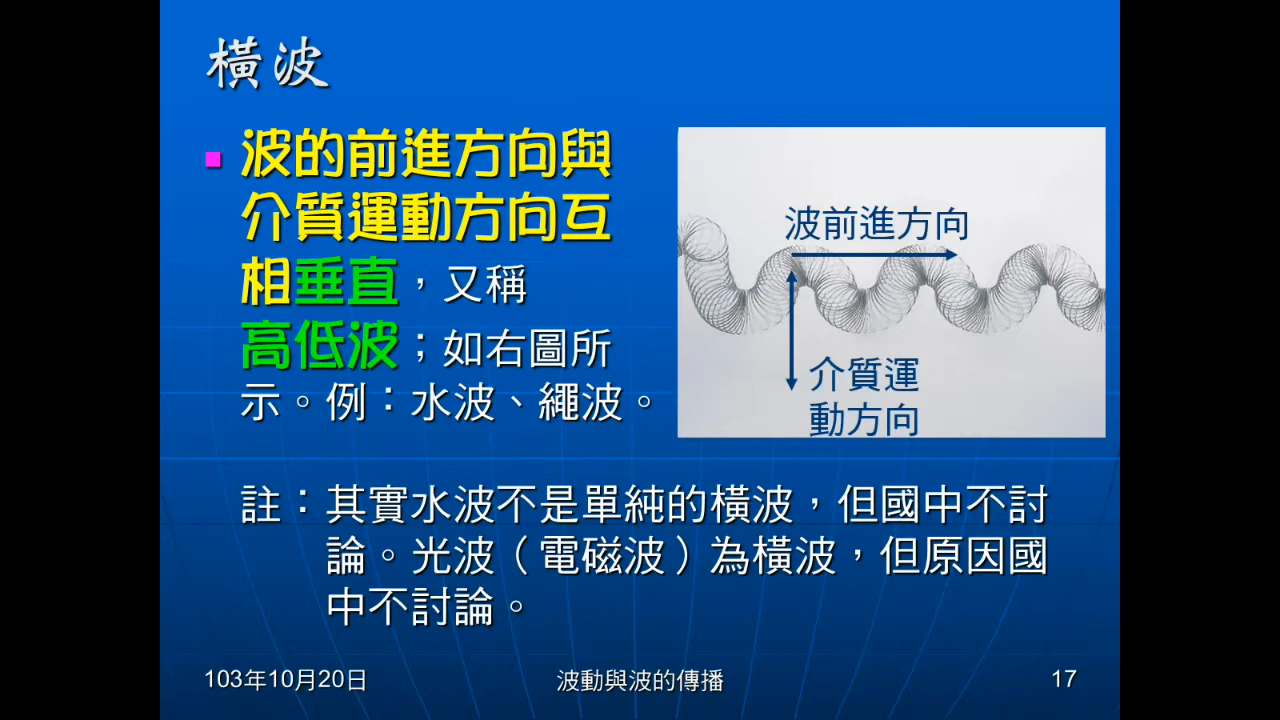 橫波
波的前進方向與
介質運動方向互
相垂直，又稱
高低波；如右圖所
示。例：水波、繩波。
波前進方向
介質運
動方向
註：其實水波不是單純的橫波，但國中不討
論。光波（電磁波）為橫波，但原因國
中不討論。
103年10月20日
波動與波的傳播
17